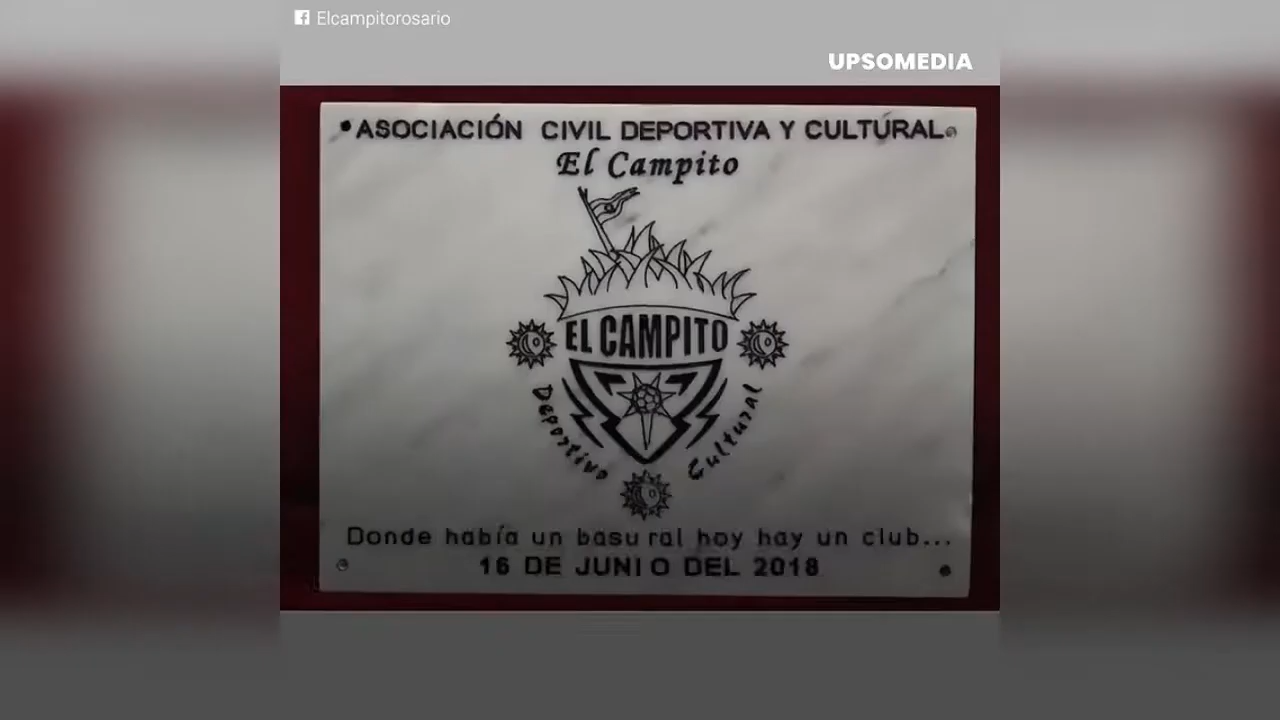 Elcampitorosario
UPSOMEDIA
ASOCIACIÓN CIVIL DEPORTIVA Y CULTURAL
El Campito
EL CAMPITO
Deportivo Cultural
Donde había un basural hoy hay un club...
16 DE JUNIO DEL 2018